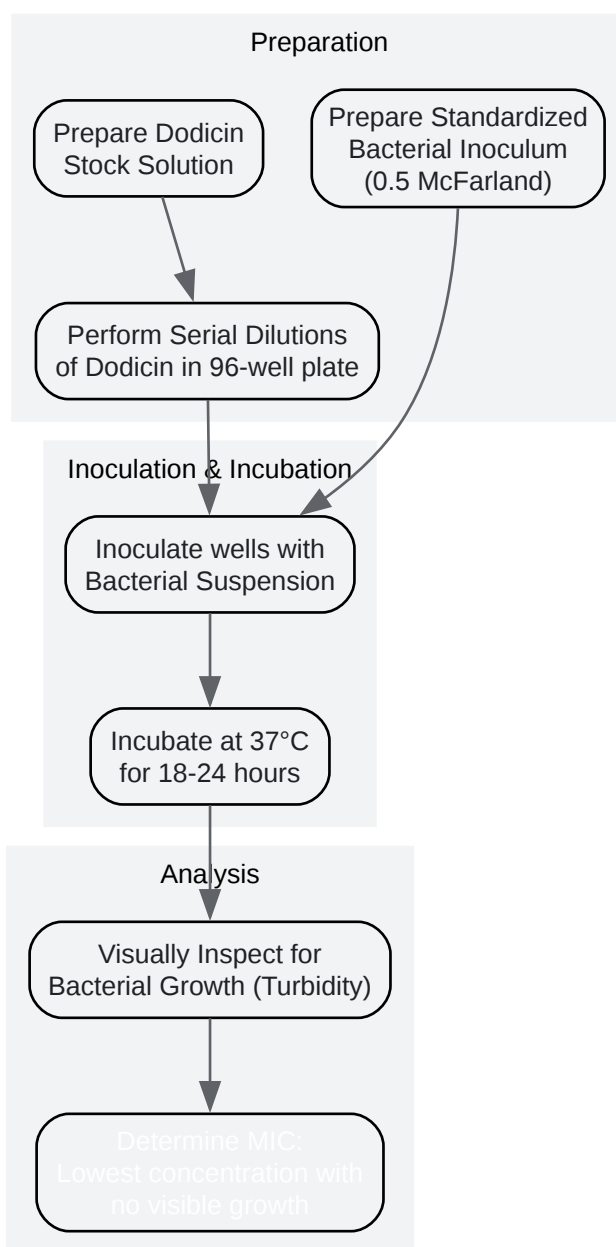 Preparation
Prepare Dodicin
Stock Solution
Prepare Standardized
Bacterial Inoculum
(0.5 McFarland)
Perform Serial Dilutions
of Dodicin in 96-well plate
Inoculation & Incubation
Inoculate wells with
Bacterial Suspension
Incubate at 37°C
for 18-24 hours
Analysis
Visually Inspect for
Bacterial Growth (Turbidity)
Determine MIC:
Lowest concentration with
no visible growth